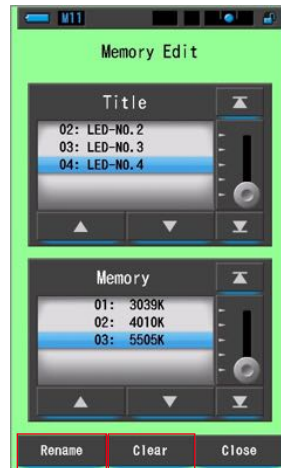 M11
Memory Edit
Title
02: LED-NO.2
03: LED-NO.3
04: LED-NO.4
Memory
01: 3039K
02: 4010K
03: 5505K
Rename Clear Close